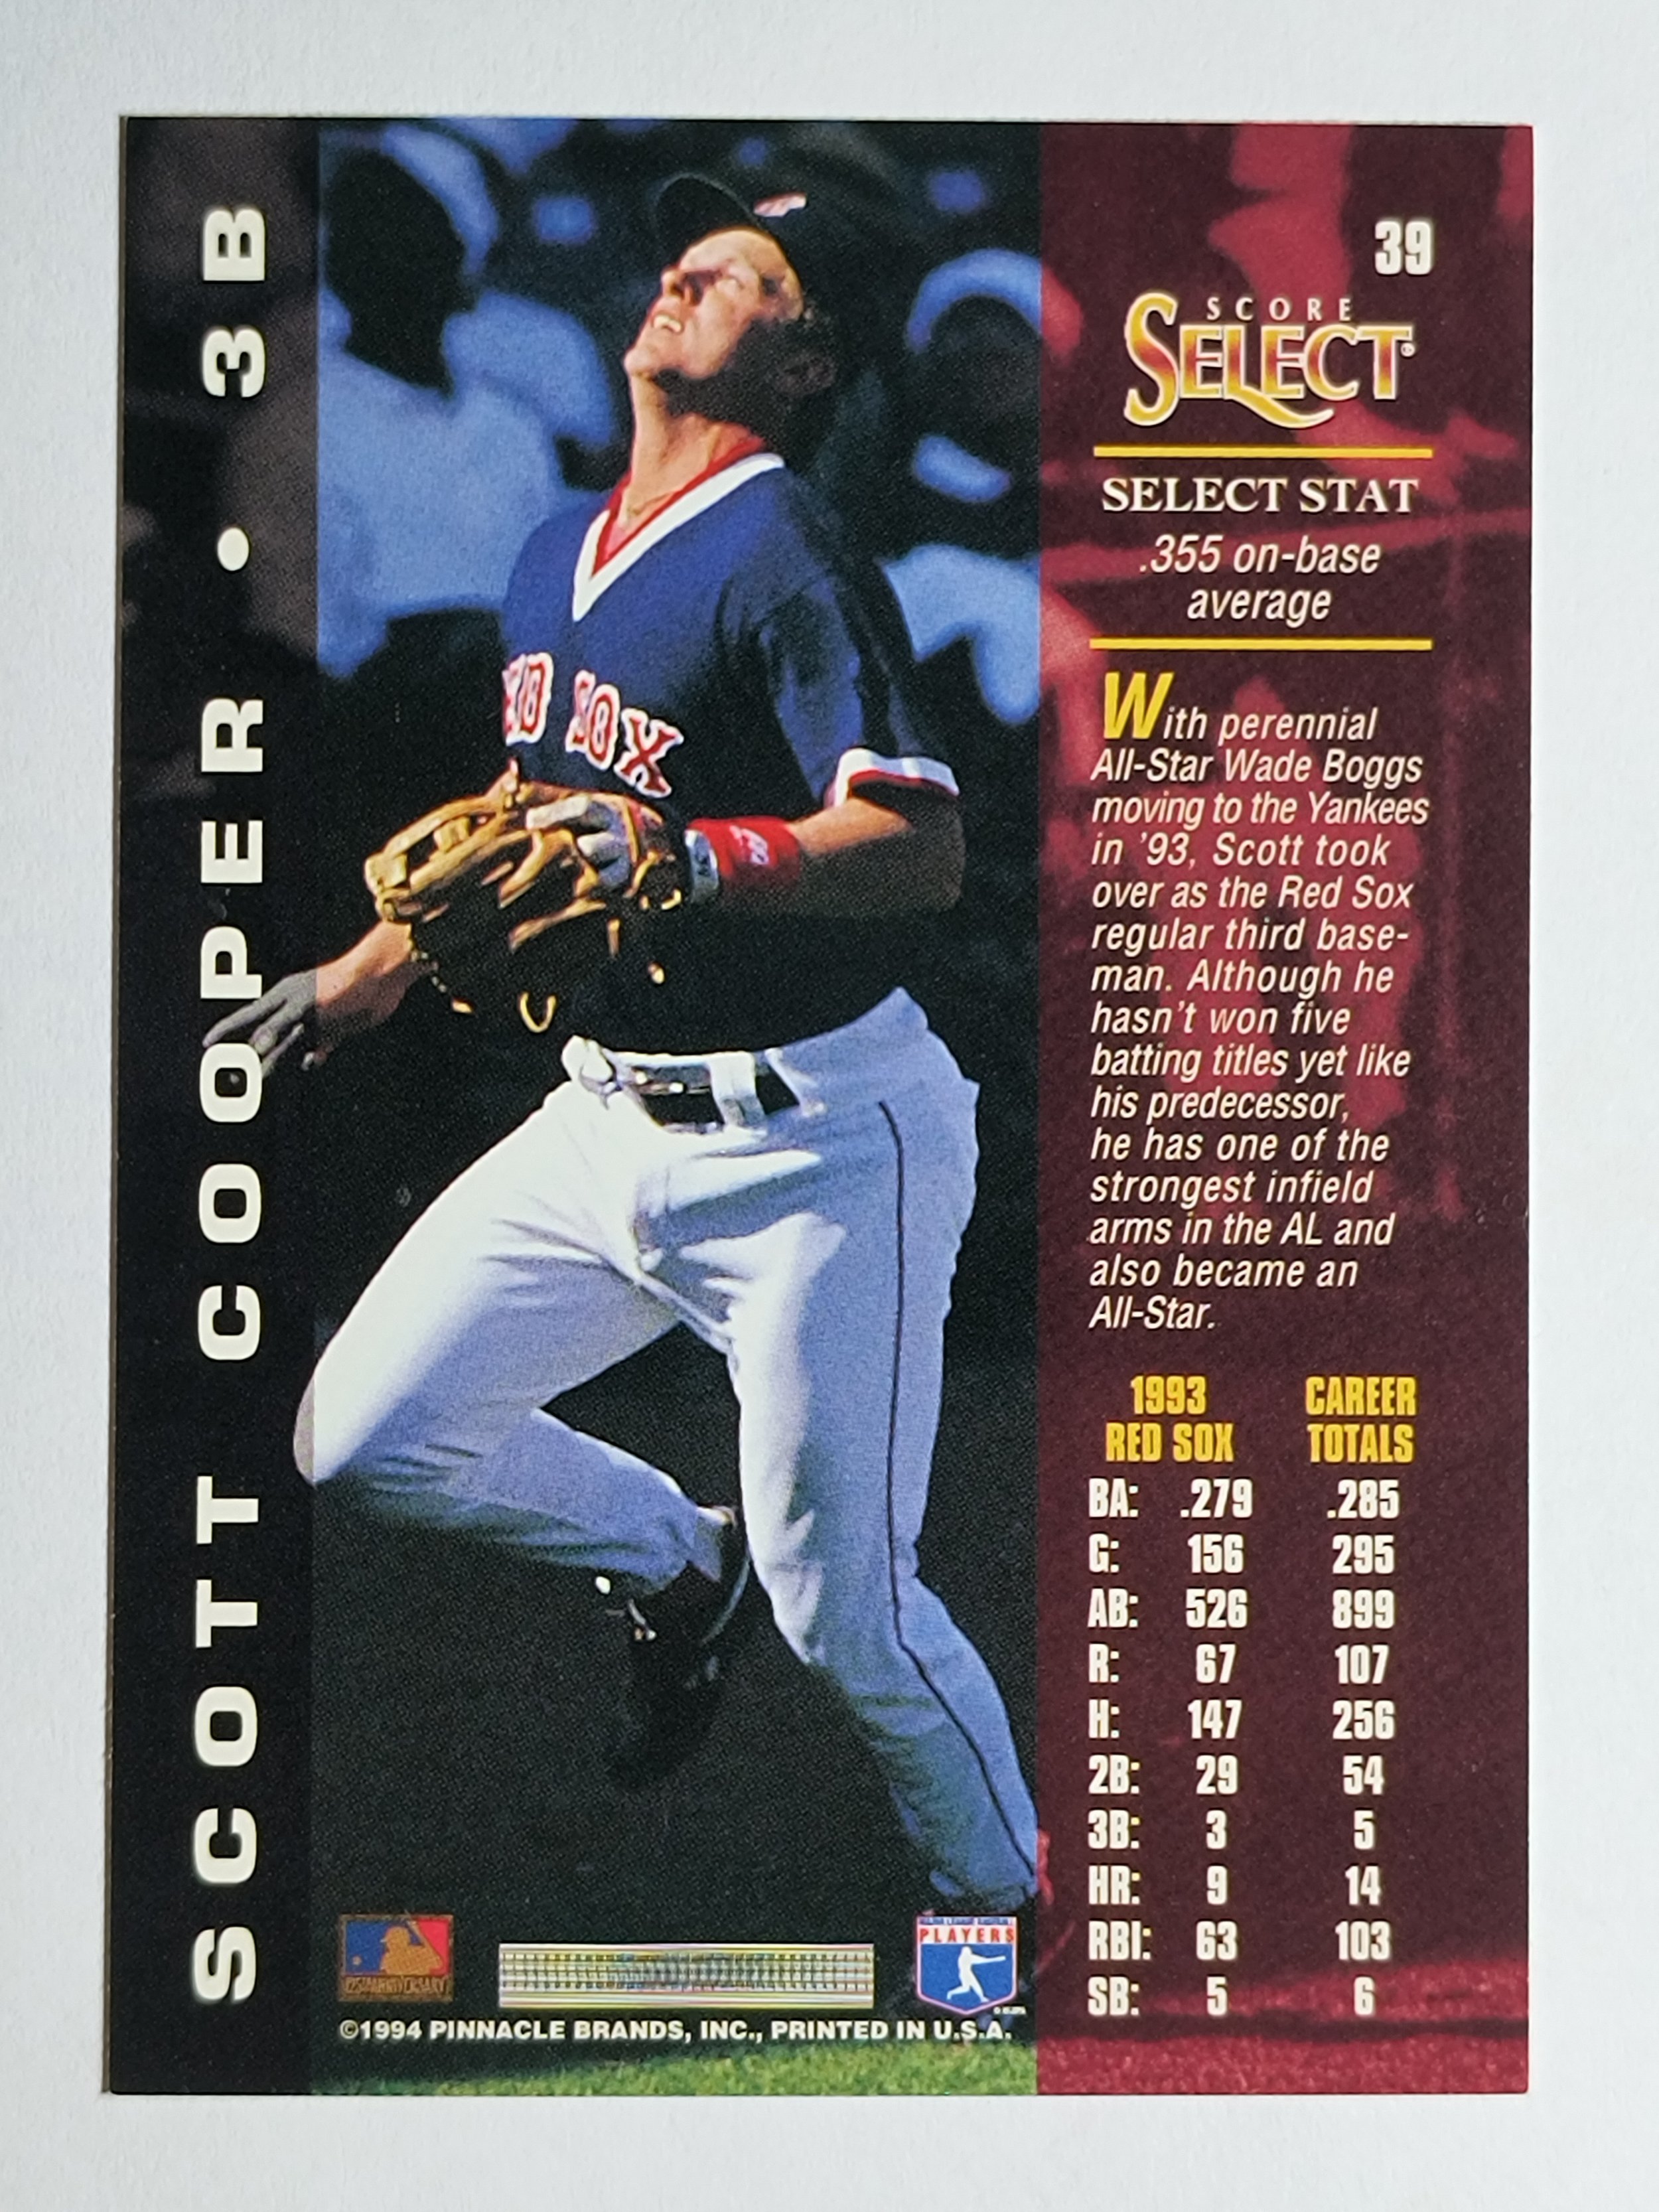 SCOTT COOPER • 3B
39
SCORE
SELECT
SELECT STAT
.355 on-base
average
With perennial
All-Star Wade Boggs
moving to the Yankees
in '93, Scott took
over as the Red Sox
regular third base-
man. Although he
hasn't won five
batting titles yet like
his predecessor,
he has one of the
strongest infield
arms in the AL and
also became an
All-Star.
1993 CAREER
RED SOX TOTALS
BA: .279 .285
G: 156 295
AB: 526 899
R: 67 107
H: 147 256
2B: 29 54
3B: 3 5
HR: 9 14
RBI: 63 103
SB: 5 6
RED SOX
125TH ANNIVERSARY
MAJOR LEAGUE BASEBALL
PLAYERS
©1994 PINNACLE BRANDS, INC., PRINTED IN U.S.A.